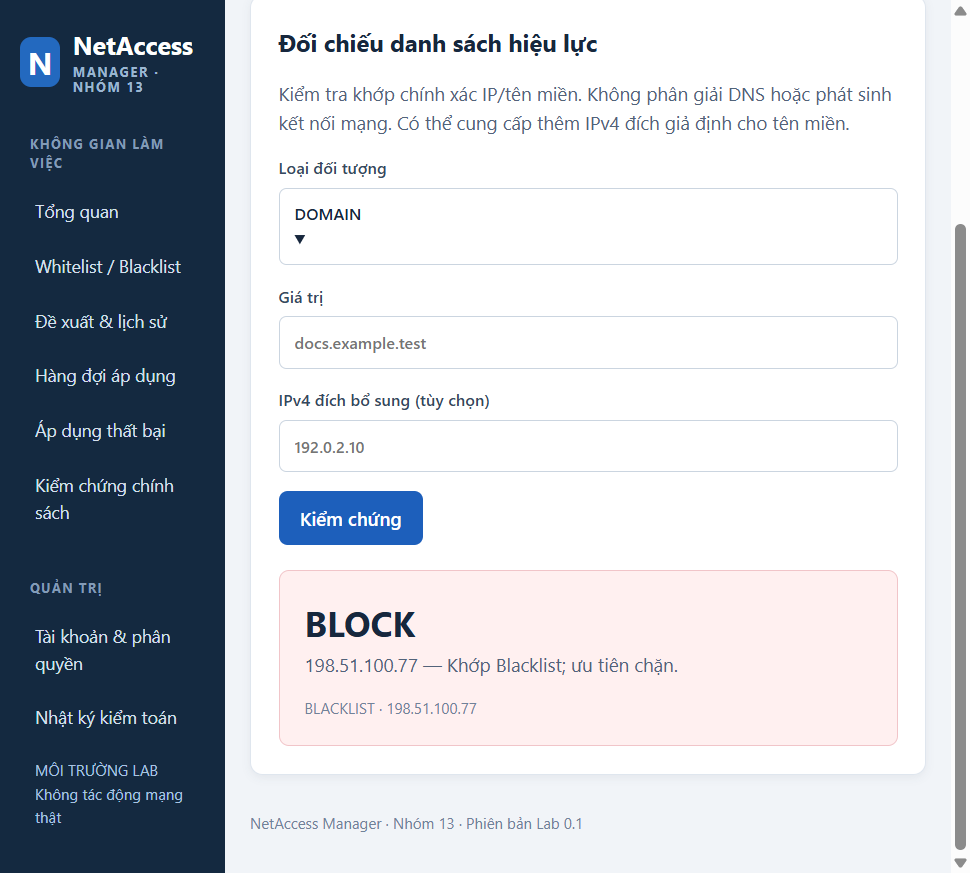 N
NetAccess
MANAGER ·
NHÓM 13
KHÔNG GIAN LÀM
VIỆC
Tổng quan
Whitelist / Blacklist
Đề xuất & lịch sử
Hàng đợi áp dụng
Áp dụng thất bại
Kiểm chứng chính
sách
QUẢN TRỊ
Tài khoản & phân
quyền
Nhật ký kiểm toán
MÔI TRƯỜNG LAB
Không tác động mạng
thật
Đối chiếu danh sách hiệu lực
Kiểm tra khớp chính xác IP/tên miền. Không phân giải DNS hoặc phát sinh
kết nối mạng. Có thể cung cấp thêm IPv4 đích giả định cho tên miền.
Loại đối tượng
DOMAIN
Giá trị
docs.example.test
IPv4 đích bổ sung (tùy chọn)
192.0.2.10
Kiểm chứng
BLOCK
198.51.100.77 — Khớp Blacklist; ưu tiên chặn.
BLACKLIST · 198.51.100.77
NetAccess Manager · Nhóm 13 · Phiên bản Lab 0.1